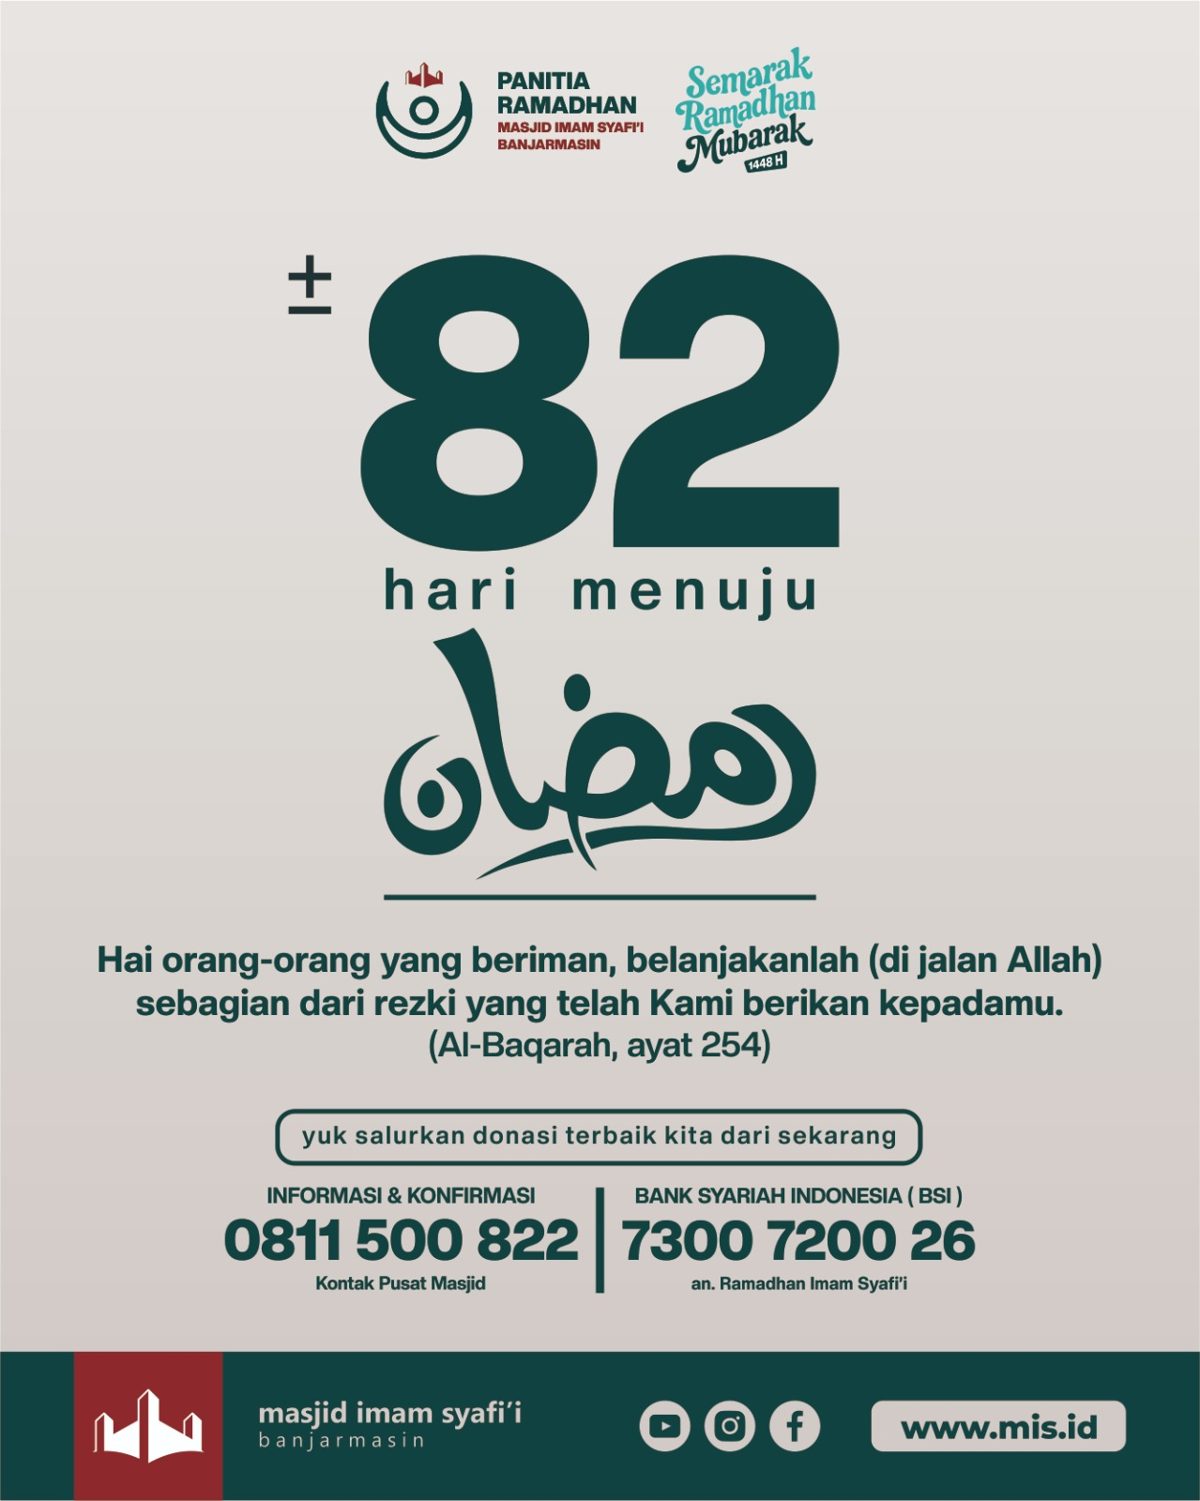 PANITIA
RAMADHAN
MASJID IMAM SYAFI'I
BANJARMASIN
Semarak
Ramadhan
Mubarak
1448 H
± 82
hari menuju
رمضان
Hai orang-orang yang beriman, belanjakanlah (di jalan Allah)
sebagian dari rezki yang telah Kami berikan kepadamu.
(Al-Baqarah, ayat 254)
yuk salurkan donasi terbaik kita dari sekarang
INFORMASI & KONFIRMASI
0811 500 822
Kontak Pusat Masjid
BANK SYARIAH INDONESIA ( BSI )
7300 7200 26
an. Ramadhan Imam Syafi'i
masjid imam syafi'i
banjarmasin
www.mis.id